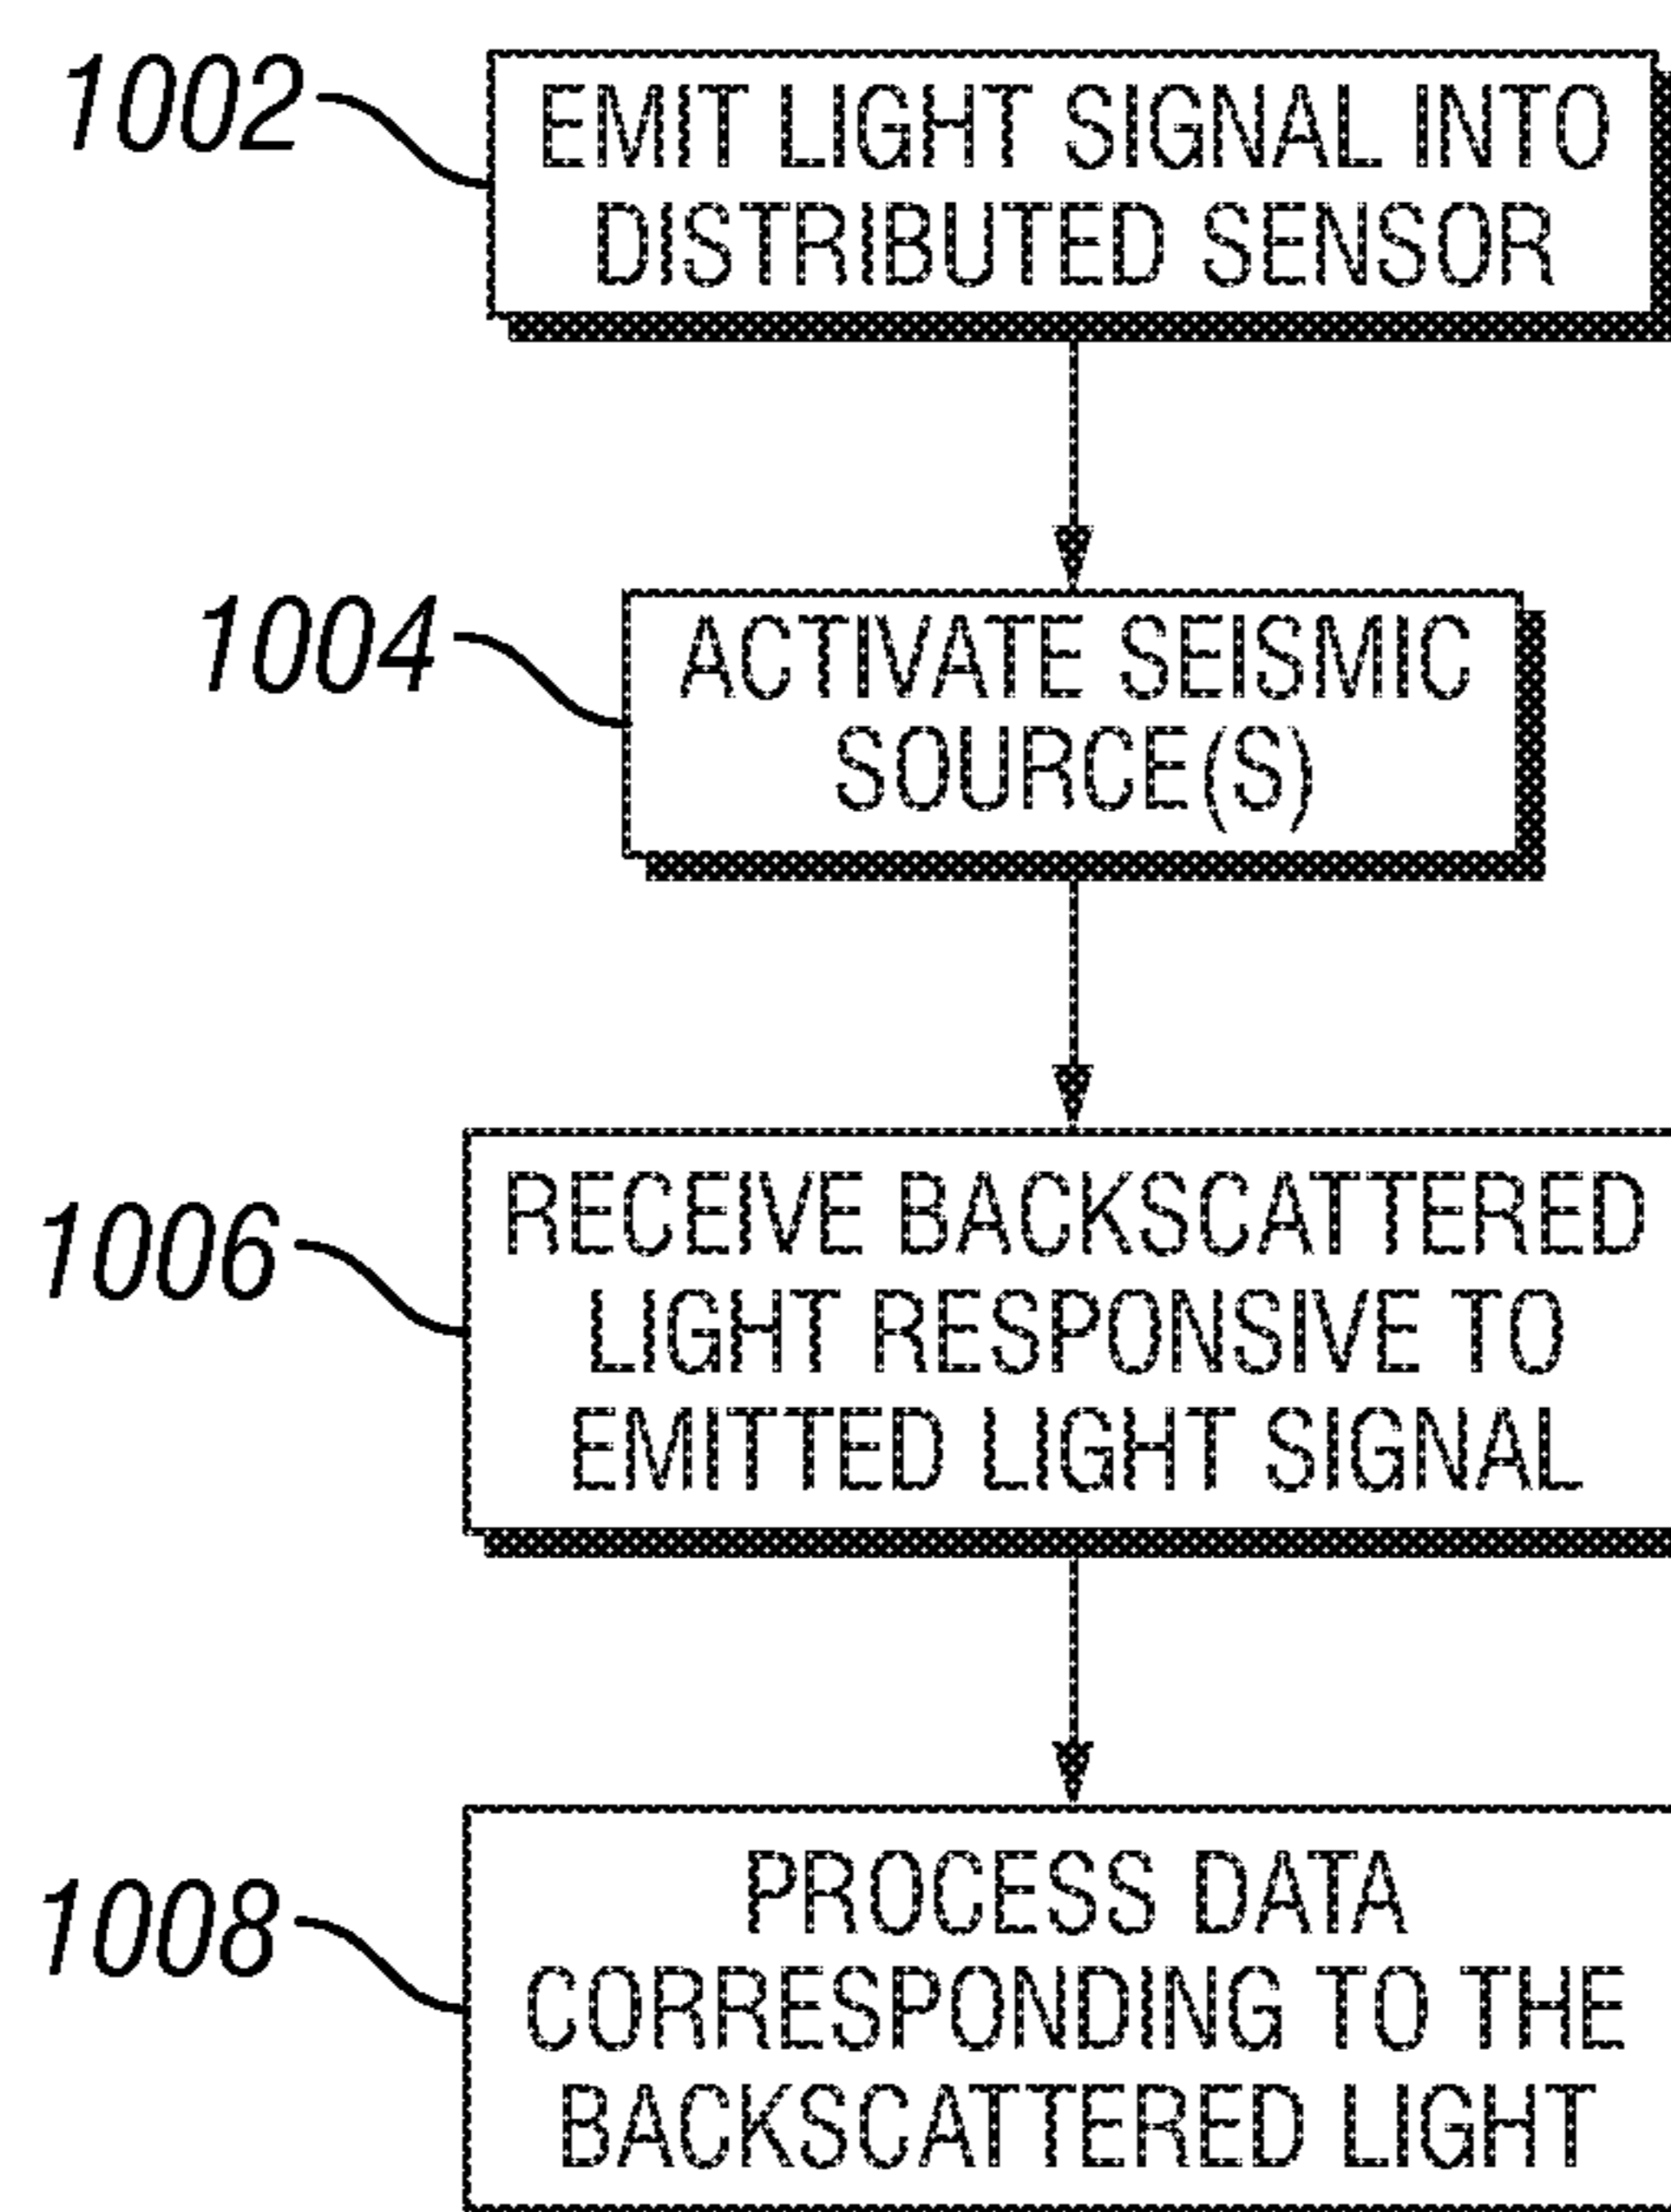 1002
EMIT LIGHT SIGNAL INTO
DISTRIBUTED SENSOR
1004
ACTIVATE SEISMIC
SOURCE(S)
1006
RECEIVE BACKSCATTERED
LIGHT RESPONSIVE TO
EMITTED LIGHT SIGNAL
1008
PROCESS DATA
CORRESPONDING TO THE
BACKSCATTERED LIGHT